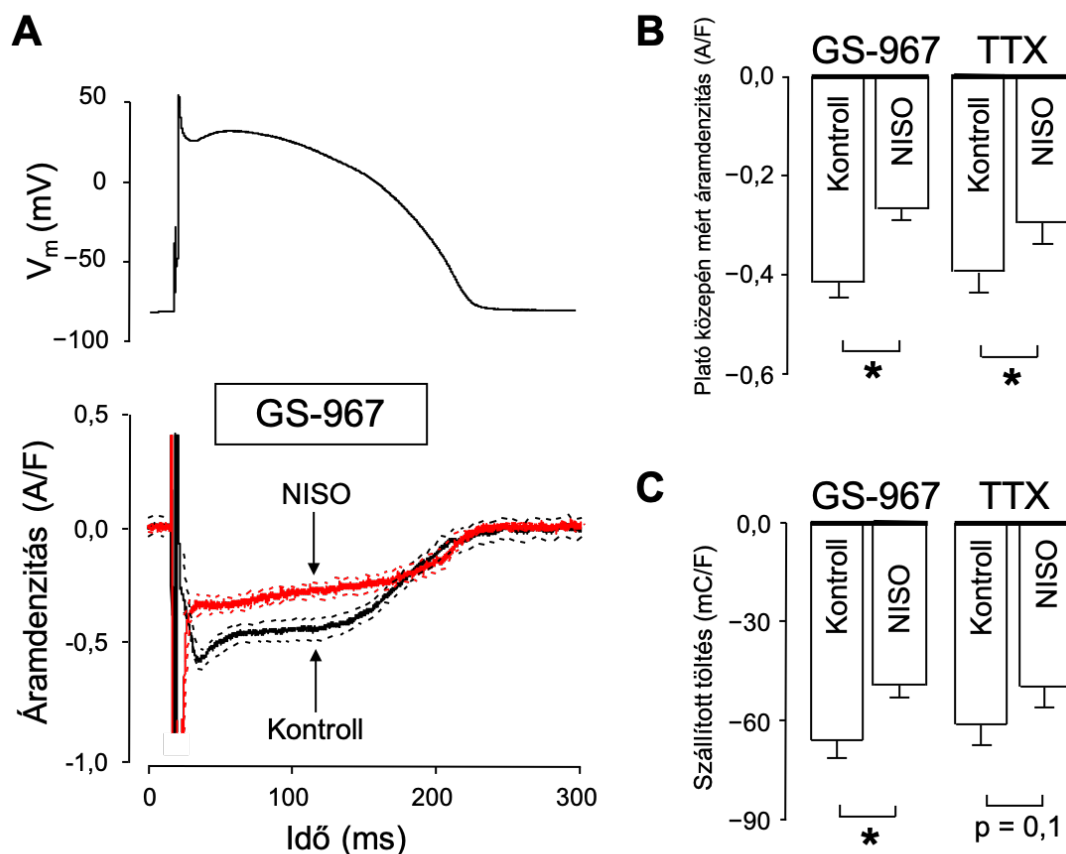 A
50
0
−50
−100
Vm (mV)
GS-967
0,5
0,0
-0,5
-1,0
Áramdenzitás (A/F)
NISO
Kontroll
0
100
200
300
Idő (ms)
B
GS-967 TTX
Plató közepén mért áramdenzitás (A/F)
0,0
−0,2
−0,4
−0,6
Kontroll
NISO
Kontroll
NISO
*
*
C
GS-967 TTX
Szállított töltés (mC/F)
0,0
−30
−60
−90
Kontroll
NISO
Kontroll
NISO
*
p = 0,1